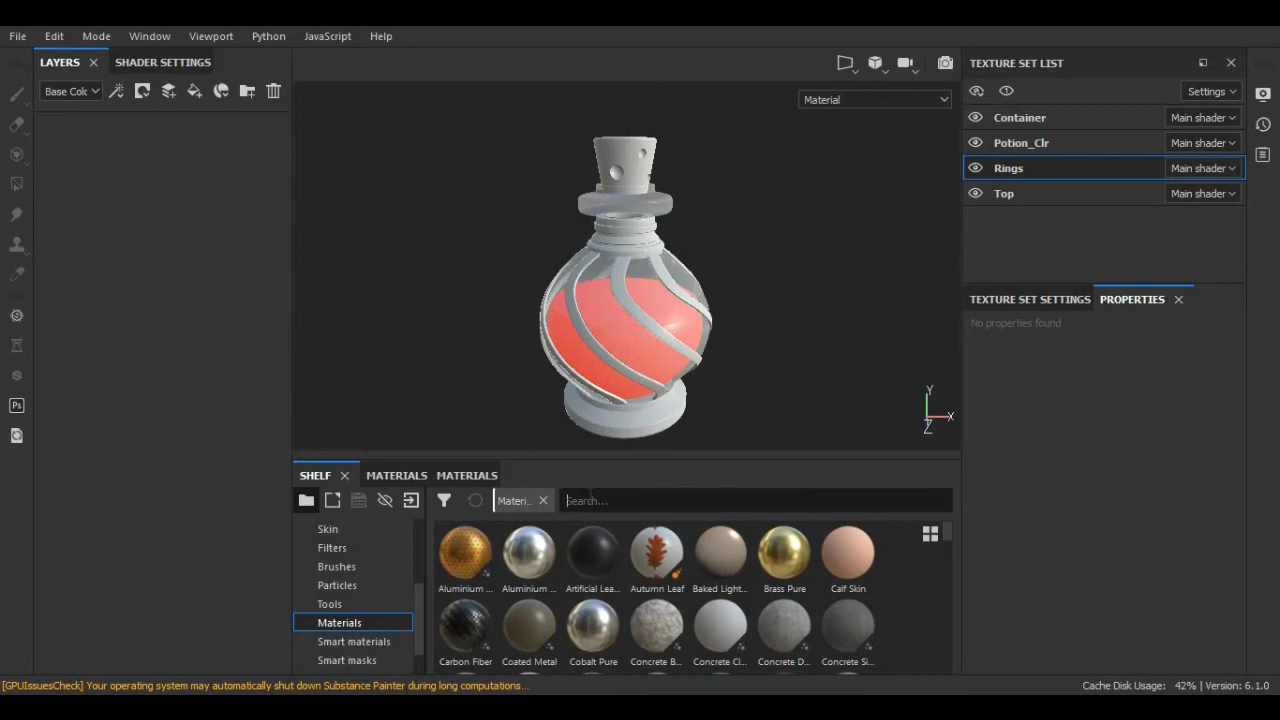 File Edit Mode Window Viewport Python JavaScript Help
LAYERS SHADER SETTINGS
Base Colc
Material
TEXTURE SET LIST
Settings
Container Main shader
Potion_Clr Main shader
Rings Main shader
Top Main shader
TEXTURE SET SETTINGS PROPERTIES
No properties found
Y
X
Z
Ps
SHELF MATERIALS MATERIALS
Materi... Search...
Skin
Filters
Brushes
Particles
Tools
Materials
Smart materials
Smart masks
Aluminium ... Aluminium ... Artificial Lea... Autumn Leaf Baked Light... Brass Pure Calf Skin
Carbon Fiber Coated Metal Cobalt Pure Concrete B... Concrete Cl... Concrete D... Concrete Si...
[GPUIssuesCheck] Your operating system may automatically shut down Substance Painter during long computations...
Cache Disk Usage: 42% | Version: 6.1.0